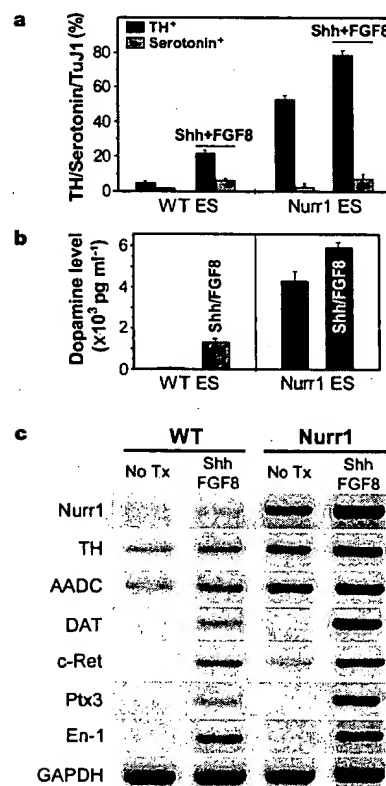 a
TH⁺
Serotonin⁺
Shh+FGF8
TH/Serotonin/TuJ1 (%)
80
60
40
20
0
Shh+FGF8
WT ES
Nurr1 ES
b
Dopamine level
(x10³ pg ml⁻¹)
6
4
2
0
Shh/FGF8
Shh/FGF8
WT ES
Nurr1 ES
c
WT
Nurr1
No Tx
Shh
FGF8
No Tx
Shh
FGF8
Nurr1
TH
AADC
DAT
c-Ret
Ptx3
En-1
GAPDH